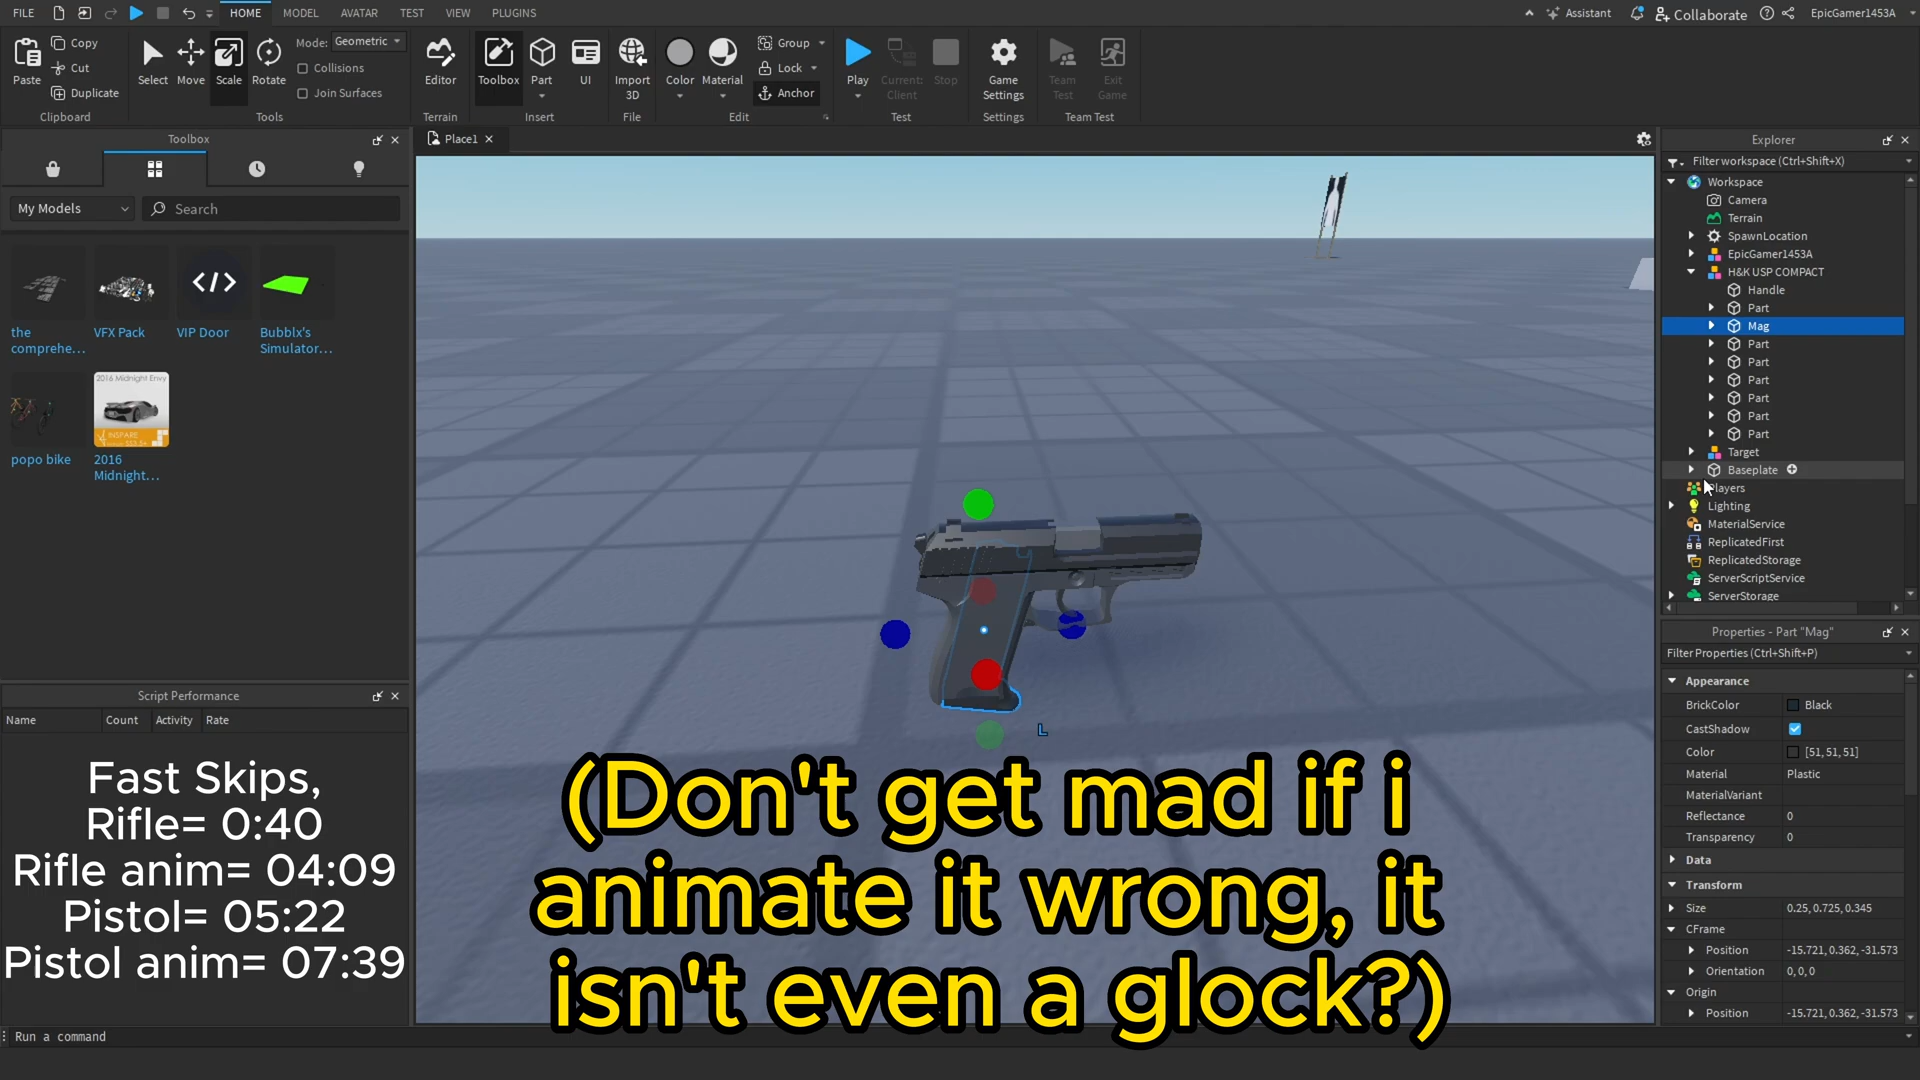 FILE
HOME
MODEL
AVATAR
TEST
VIEW
PLUGINS
Assistant
Collaborate
EpicGamer1453A
Paste
Copy
Cut
Duplicate
Clipboard
Select
Move
Scale
Rotate
Mode: Geometric
Collisions
Join Surfaces
Tools
Editor
Terrain
Toolbox
Part
UI
Insert
Import
3D
File
Color
Material
Group
Lock
Anchor
Edit
Play
Current:
Client
Stop
Test
Game
Settings
Settings
Team
Test
Exit
Game
Team Test
Toolbox
My Models
Search
the
comprehe...
VFX Pack
VIP Door
Bubblx's
Simulator...
popo bike
2016 Midnight Envy
INSPARE
2016
Midnight...
Script Performance
Name
Count
Activity
Rate
Fast Skips,
Rifle= 0:40
Rifle anim= 04:09
Pistol= 05:22
Pistol anim= 07:39
Run a command
Place1
L
(Don't get mad if i
animate it wrong, it
isn't even a glock?)
Explorer
Filter workspace (Ctrl+Shift+X)
Workspace
Camera
Terrain
SpawnLocation
EpicGamer1453A
H&K USP COMPACT
Handle
Part
Mag
Part
Part
Part
Part
Part
Part
Target
Baseplate
Players
Lighting
MaterialService
ReplicatedFirst
ReplicatedStorage
ServerScriptService
ServerStorage
Properties - Part "Mag"
Filter Properties (Ctrl+Shift+P)
Appearance
BrickColor Black
CastShadow
Color [51, 51, 51]
Material Plastic
MaterialVariant
Reflectance 0
Transparency 0
Data
Transform
Size 0.25, 0.725, 0.345
CFrame
Position -15.721, 0.362, -31.573
Orientation 0, 0, 0
Origin
Position -15.721, 0.362, -31.573